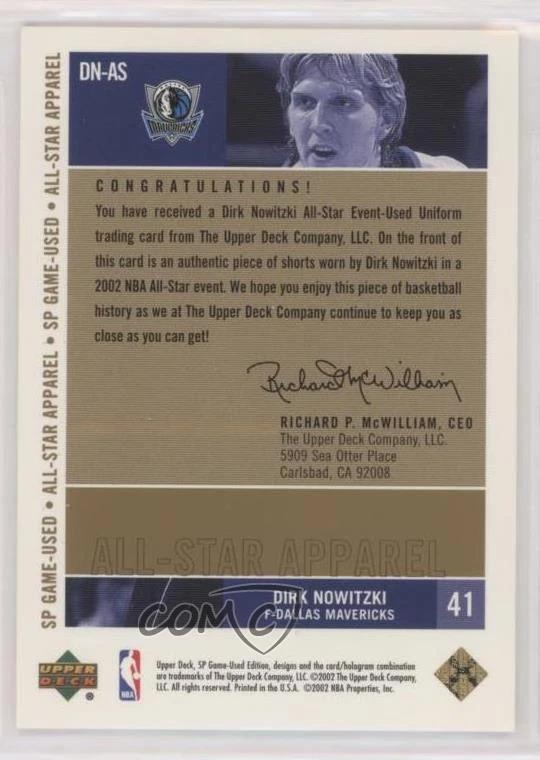 DN-AS
MAVERICKS
SP GAME-USED • ALL-STAR APPAREL • SP GAME-USED • ALL-STAR APPAREL
CONGRATULATIONS!
You have received a Dirk Nowitzki All-Star Event-Used Uniform
trading card from The Upper Deck Company, LLC. On the front of
this card is an authentic piece of shorts worn by Dirk Nowitzki in a
2002 NBA All-Star event. We hope you enjoy this piece of basketball
history as we at The Upper Deck Company continue to keep you as
close as you can get!
Richard McWilliam
RICHARD P. McWILLIAM, CEO
The Upper Deck Company, LLC.
5909 Sea Otter Place
Carlsbad, CA 92008
ALL-STAR APPAREL
DIRK NOWITZKI
F-DALLAS MAVERICKS
41
COMC
UPPER
DECK
®
NBA
Upper Deck, SP Game-Used Edition, designs and the card/hologram combination
are trademarks of The Upper Deck Company, LLC. ©2002 The Upper Deck Company,
LLC. All rights reserved. Printed in the U.S.A. ©2002 NBA Properties, Inc.